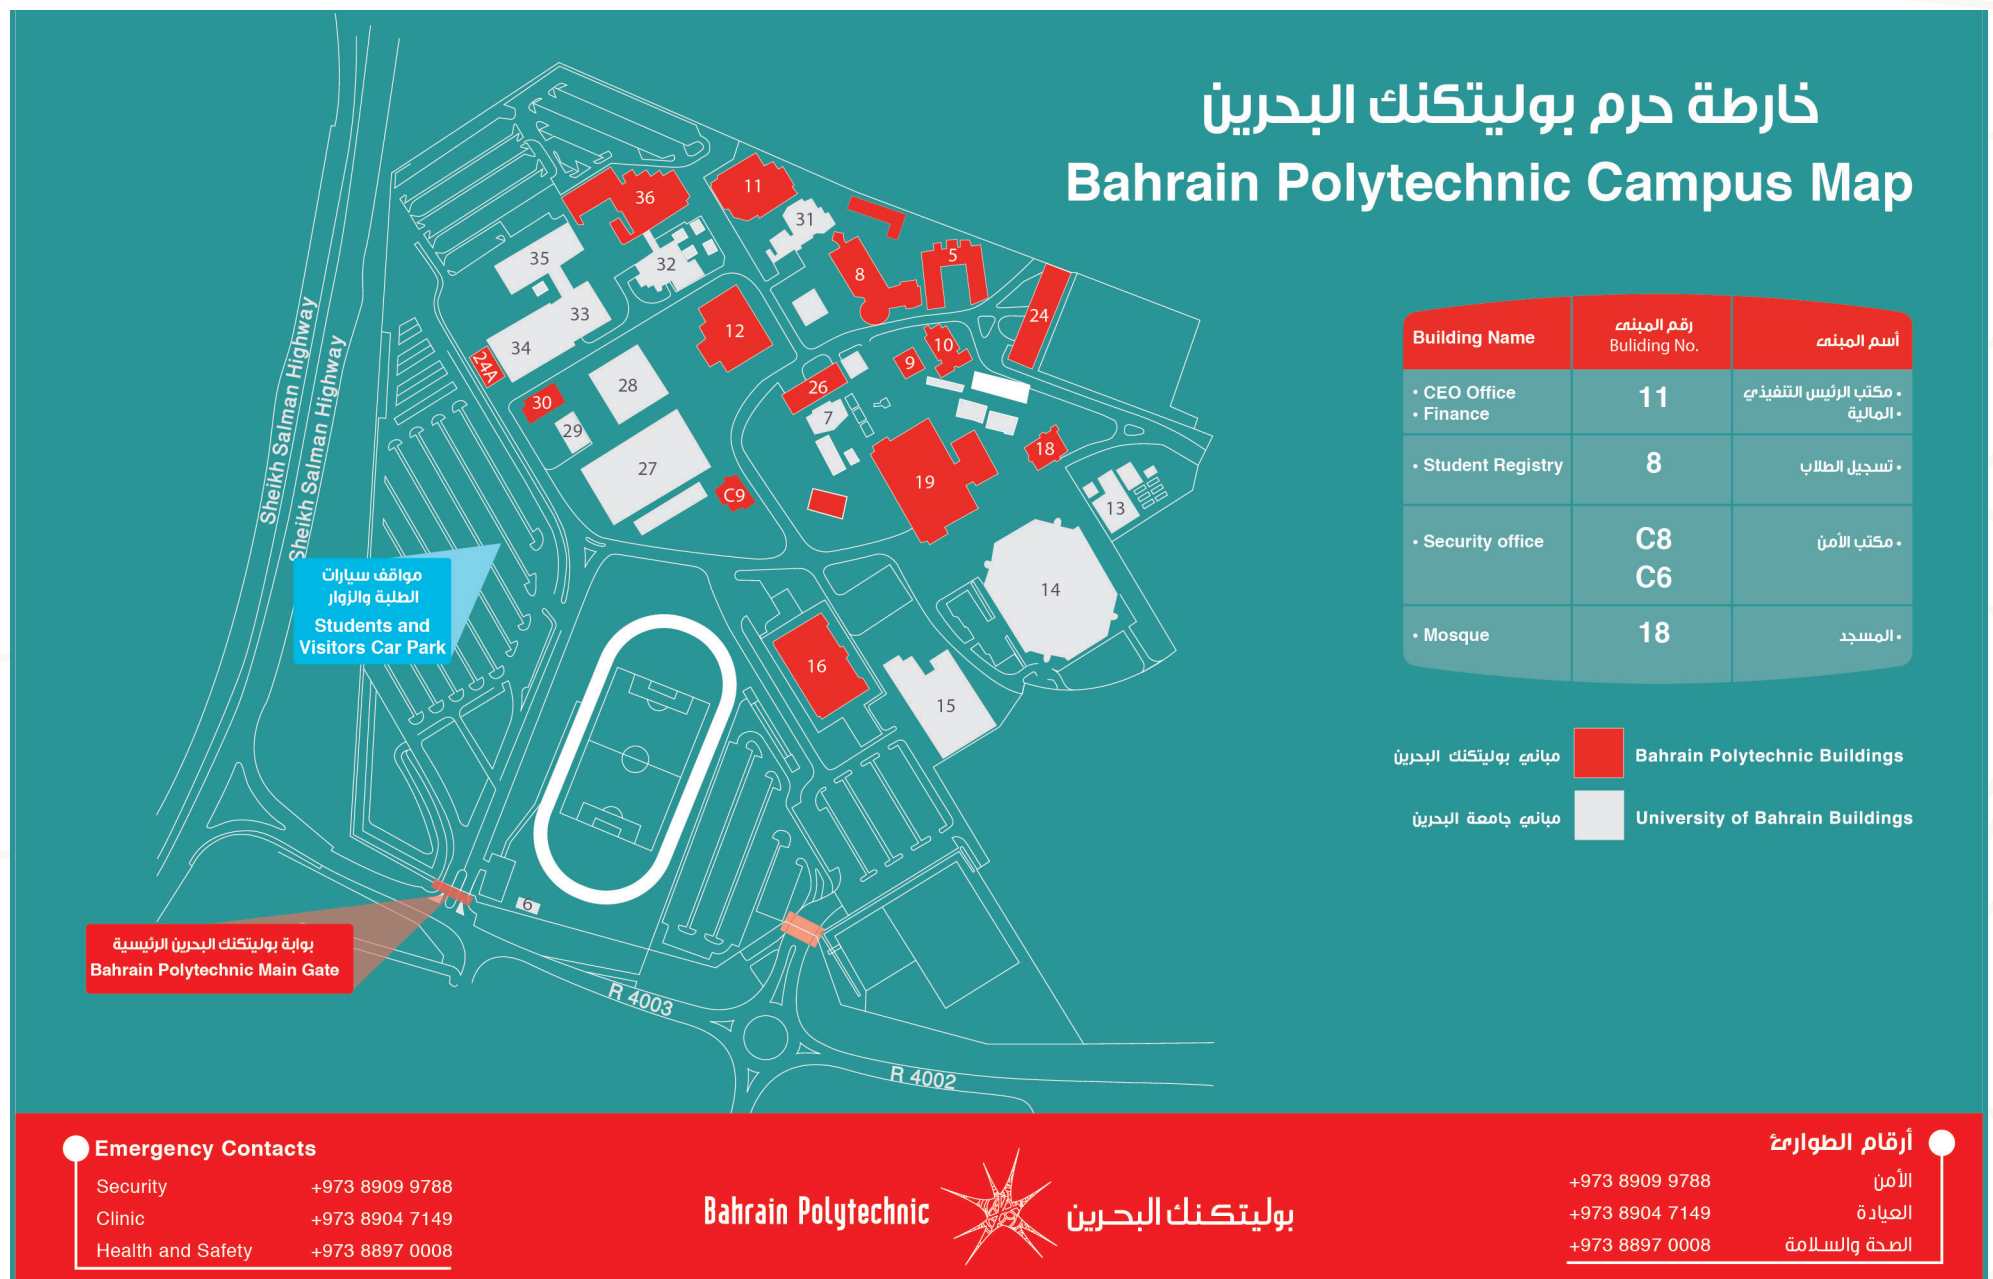 خارطة حرم بوليتكنك البحرين
Bahrain Polytechnic Campus Map
11
36
31
5
35
32
8
24
33
12
10
34
9
24A
28
26
30
7
29
18
27
19
C9
13
14
16
15
6
Sheikh Salman Highway
Sheikh Salman Highway
مواقف سيارات
الطلبة والزوار
Students and
Visitors Car Park
بوابة بوليتكنك البحرين الرئيسية
Bahrain Polytechnic Main Gate
R 4003
R 4002
Building Name
رقم المبنى
Buliding No.
أسم المبنى
• CEO Office
• Finance
11
• مكتب الرئيس التنفيذي
• المالية
• Student Registry
8
• تسجيل الطلاب
• Security office
C8
C6
• مكتب الأمن
• Mosque
18
• المسجد
مباني بوليتكنك البحرين
Bahrain Polytechnic Buildings
مباني جامعة البحرين
University of Bahrain Buildings
Emergency Contacts
Security +973 8909 9788
Clinic +973 8904 7149
Health and Safety +973 8897 0008
Bahrain Polytechnic
بوليتكنك البحرين
أرقام الطوارئ
الأمن +973 8909 9788
العيادة +973 8904 7149
الصحة والسلامة +973 8897 0008